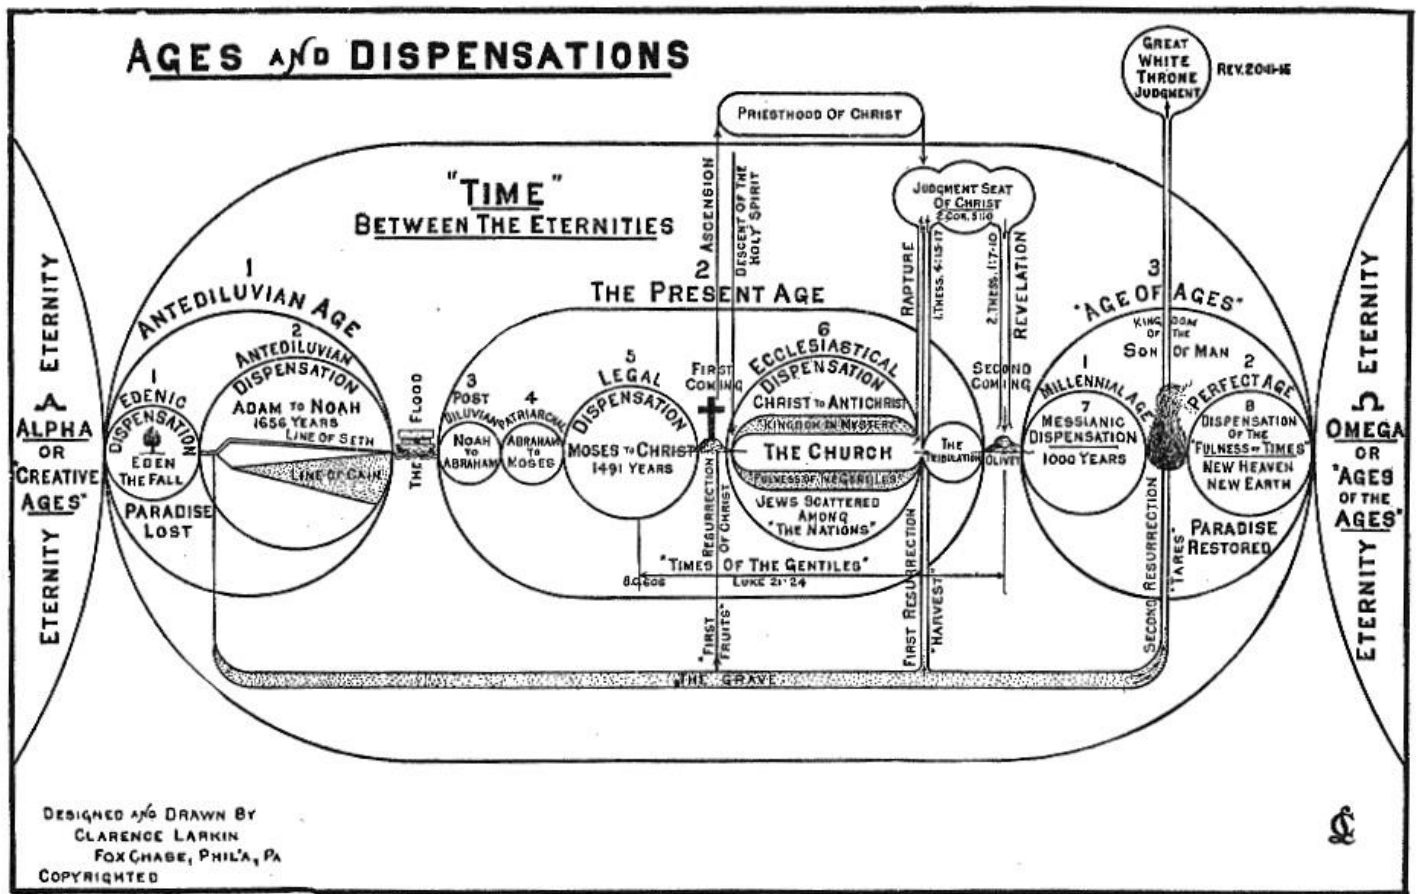 AGES AND DISPENSATIONS
GREAT
WHITE
THRONE
JUDGMENT
REV. 20:11-15
PRIESTHOOD OF CHRIST
"TIME"
BETWEEN THE ETERNITIES
ASCENSION
DESCENT OF THE
HOLY SPIRIT
JUDGMENT SEAT
OF CHRIST
2 COR. 5:10
RAPTURE
1. THESS. 4:15-17
2. THESS. 1:7-10
REVELATION
ETERNITY
ALPHA
OR
"CREATIVE
AGES"
ETERNITY
1
ANTEDILUVIAN AGE
1
EDENIC
DISPENSATION
EDEN
THE FALL
PARADISE
LOST
2
ANTEDILUVIAN
DISPENSATION
ADAM TO NOAH
1656 YEARS
LINE OF SETH
LINE OF CAIN
THE FLOOD
2
THE PRESENT AGE
3
POST
DILUVIAN
NOAH
TO
ABRAHAM
4
PATRIARCHAL
ABRAHAM
TO
MOSES
5
LEGAL
DISPENSATION
MOSES TO CHRIST
1491 YEARS
FIRST
COMING
RESURRECTION
OF CHRIST
"FIRST
FRUITS"
6
ECCLESIASTICAL
DISPENSATION
CHRIST TO ANTICHRIST
KINGDOM IN MYSTERY
THE CHURCH
FULNESS OF THE GENTILES
JEWS SCATTERED
AMONG
"THE NATIONS"
"TIMES OF THE GENTILES"
B.C. 606
LUKE 21:24
THE
TRIBULATION
SECOND
COMING
OLIVET
FIRST RESURRECTION
"HARVEST"
3
"AGE OF AGES"
KINGDOM
OF THE
SON OF MAN
1
MILLENNIAL AGE
7
MESSIANIC
DISPENSATION
1000 YEARS
2
PERFECT AGE
8
DISPENSATION
OF THE
"FULNESS OF TIMES"
NEW HEAVEN
NEW EARTH
PARADISE
RESTORED
SECOND RESURRECTION
"TARES"
THE GRAVE
ETERNITY
OMEGA
OR
"AGES
OF THE
AGES"
ETERNITY
DESIGNED AND DRAWN BY
CLARENCE LARKIN
FOX CHASE, PHIL'A, PA
COPYRIGHTED